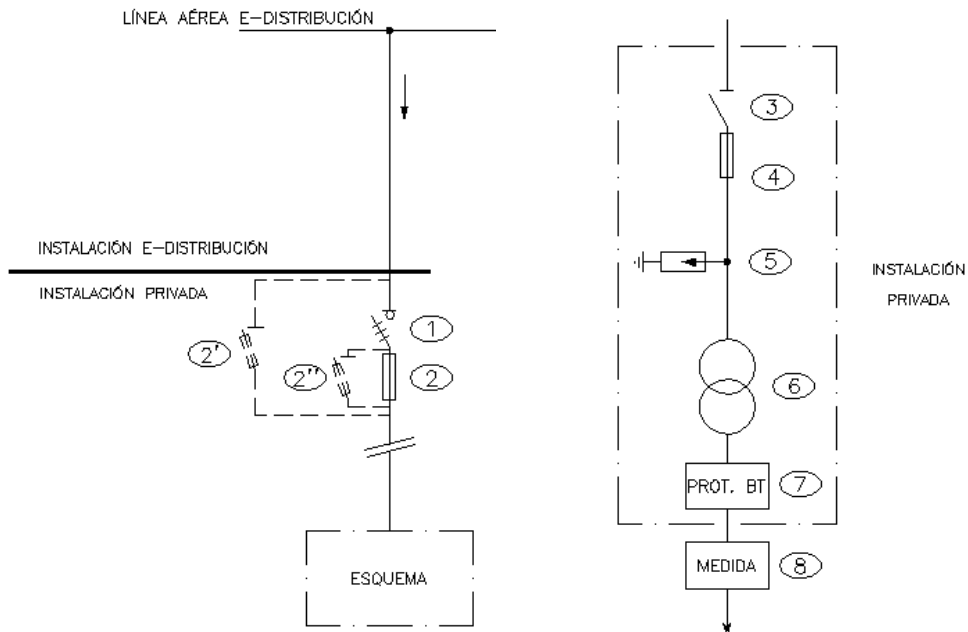 LÍNEA AÉREA E-DISTRIBUCIÓN
INSTALACIÓN E-DISTRIBUCIÓN
INSTALACIÓN PRIVADA
1
2'
2''
2
ESQUEMA
3
4
5
INSTALACIÓN
PRIVADA
6
PROT. BT
7
MEDIDA
8